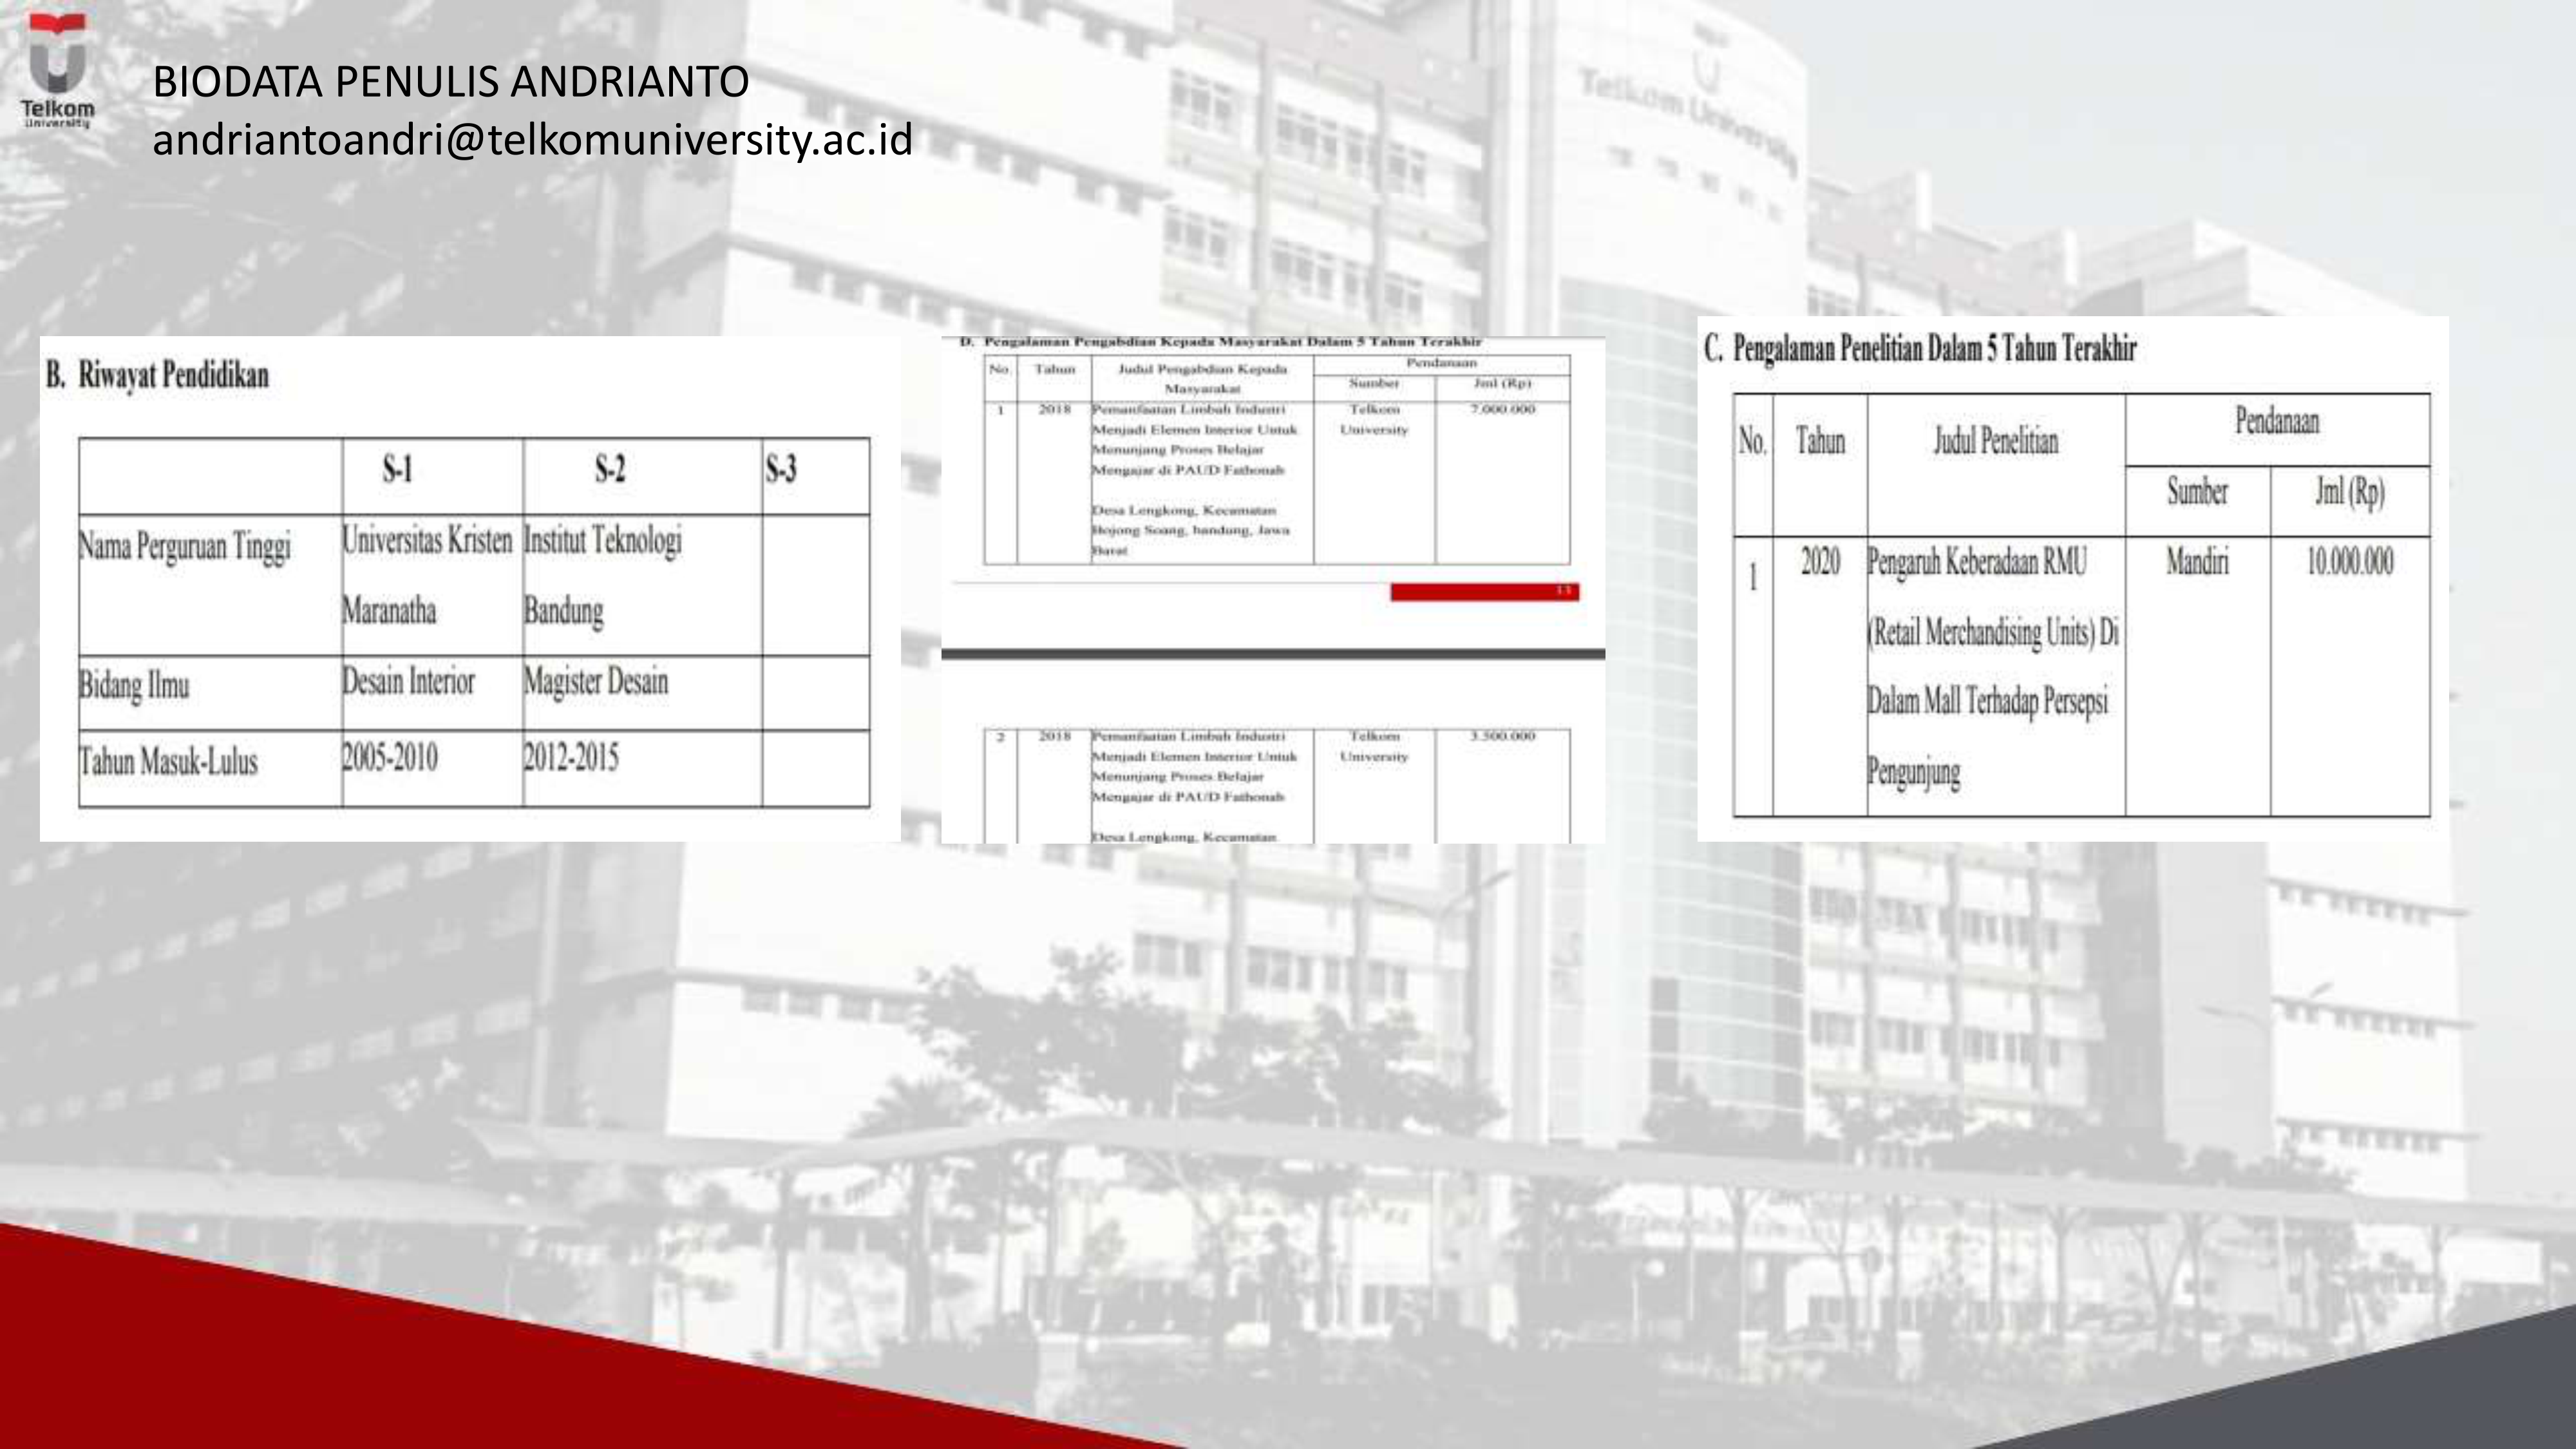 Telkom
University
BIODATA PENULIS ANDRIANTO
andriantoandri@telkomuniversity.ac.id
Telkom University
B. Riwayat Pendidikan
S-1 S-2 S-3
Nama Perguruan Tinggi Universitas Kristen Institut Teknologi
Maranatha Bandung
Bidang Ilmu Desain Interior Magister Desain
Tahun Masuk-Lulus 2005-2010 2012-2015
D. Pengalaman Pengabdian Kepada Masyarakat Dalam 5 Tahun Terakhir
No. Tahun Judul Pengabdian Kepada Pendanaan
Masyarakat Sumber Jml (Rp)
1 2018 Pemanfaatan Limbah Industri Telkom 7.000.000
Menjadi Elemen Interior Untuk University
Menunjang Proses Belajar
Mengajar di PAUD Fathonah
Desa Lengkong, Kecamatan
Bojong Soang, bandung, Jawa
Barat
2 2018 Pemanfaatan Limbah Industri Telkom 3.500.000
Menjadi Elemen Interior Untuk University
Menunjang Proses Belajar
Mengajar di PAUD Fathonah
Desa Lengkong, Kecamatan
C. Pengalaman Penelitian Dalam 5 Tahun Terakhir
No. Tahun Judul Penelitian Pendanaan
Sumber Jml (Rp)
1 2020 Pengaruh Keberadaan RMU Mandiri 10.000.000
(Retail Merchandising Units) Di
Dalam Mall Terhadap Persepsi
Pengunjung